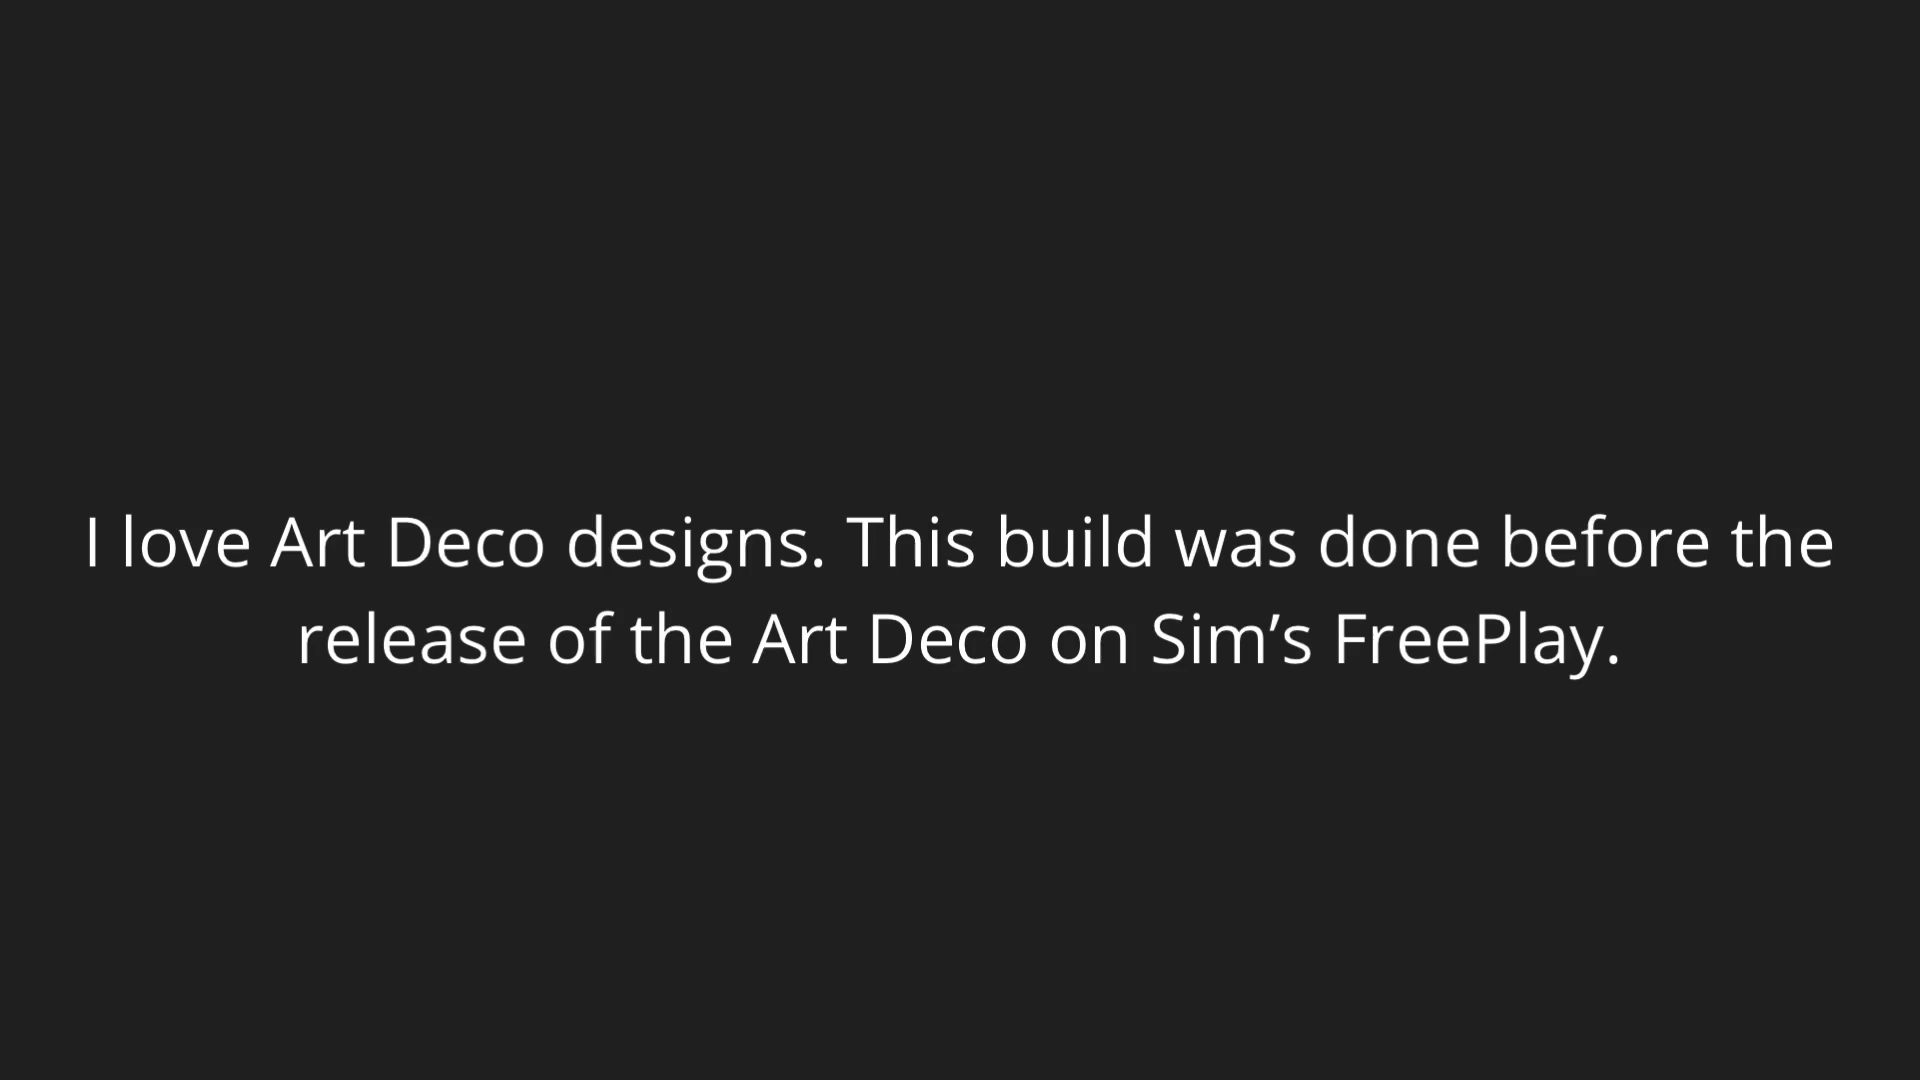 I love Art Deco designs. This build was done before the
release of the Art Deco on Sim’s FreePlay.